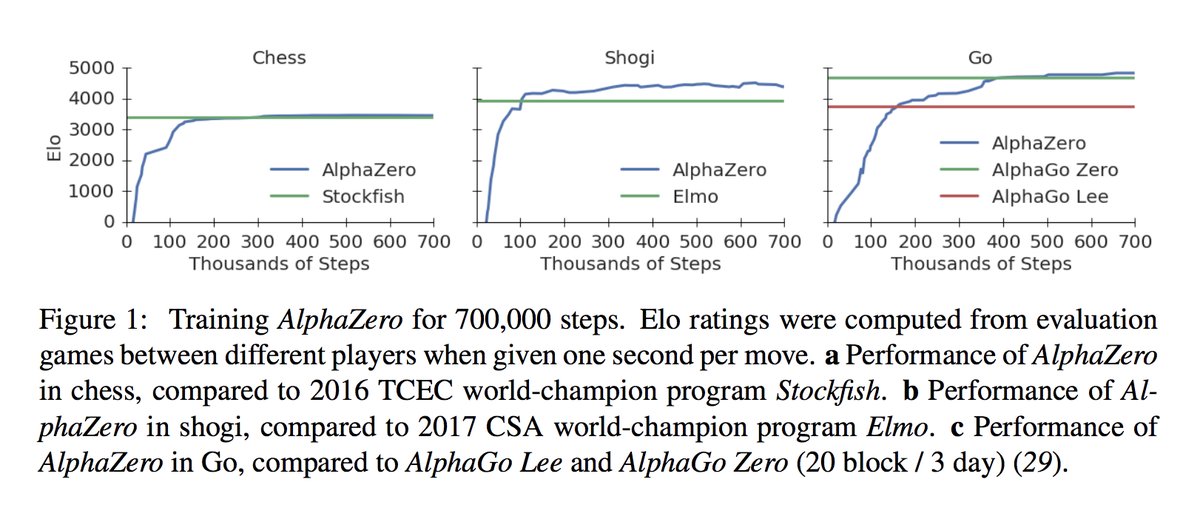 Chess
Shogi
Go
5000
4000
3000
2000
1000
0
Elo
AlphaZero
Stockfish
0 100 200 300 400 500 600 700
Thousands of Steps
AlphaZero
Elmo
0 100 200 300 400 500 600 700
Thousands of Steps
AlphaZero
AlphaGo Zero
AlphaGo Lee
0 100 200 300 400 500 600 700
Thousands of Steps
Figure 1: Training AlphaZero for 700,000 steps. Elo ratings were computed from evaluation
games between different players when given one second per move. a Performance of AlphaZero
in chess, compared to 2016 TCEC world-champion program Stockfish. b Performance of Al-
phaZero in shogi, compared to 2017 CSA world-champion program Elmo. c Performance of
AlphaZero in Go, compared to AlphaGo Lee and AlphaGo Zero (20 block / 3 day) (29).